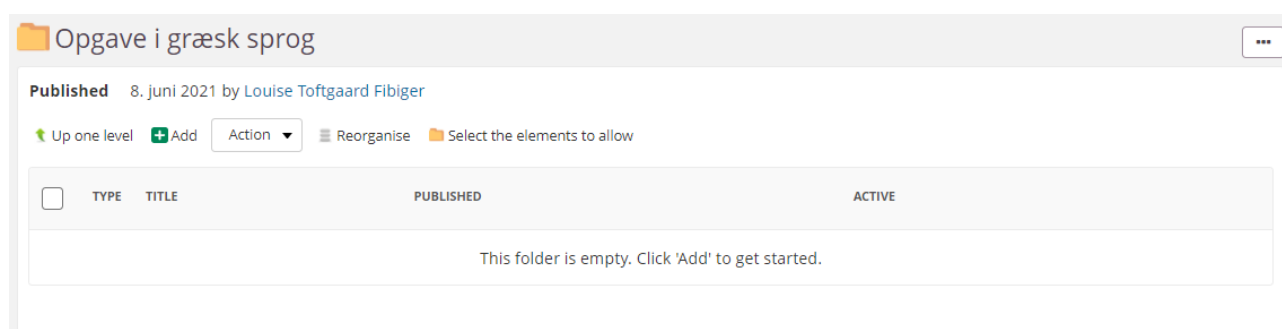 Opgave i græsk sprog
Published 8. juni 2021 by Louise Toftgaard Fibiger
Up one level Add Action Reorganise Select the elements to allow
TYPE TITLE PUBLISHED ACTIVE
This folder is empty. Click 'Add' to get started.